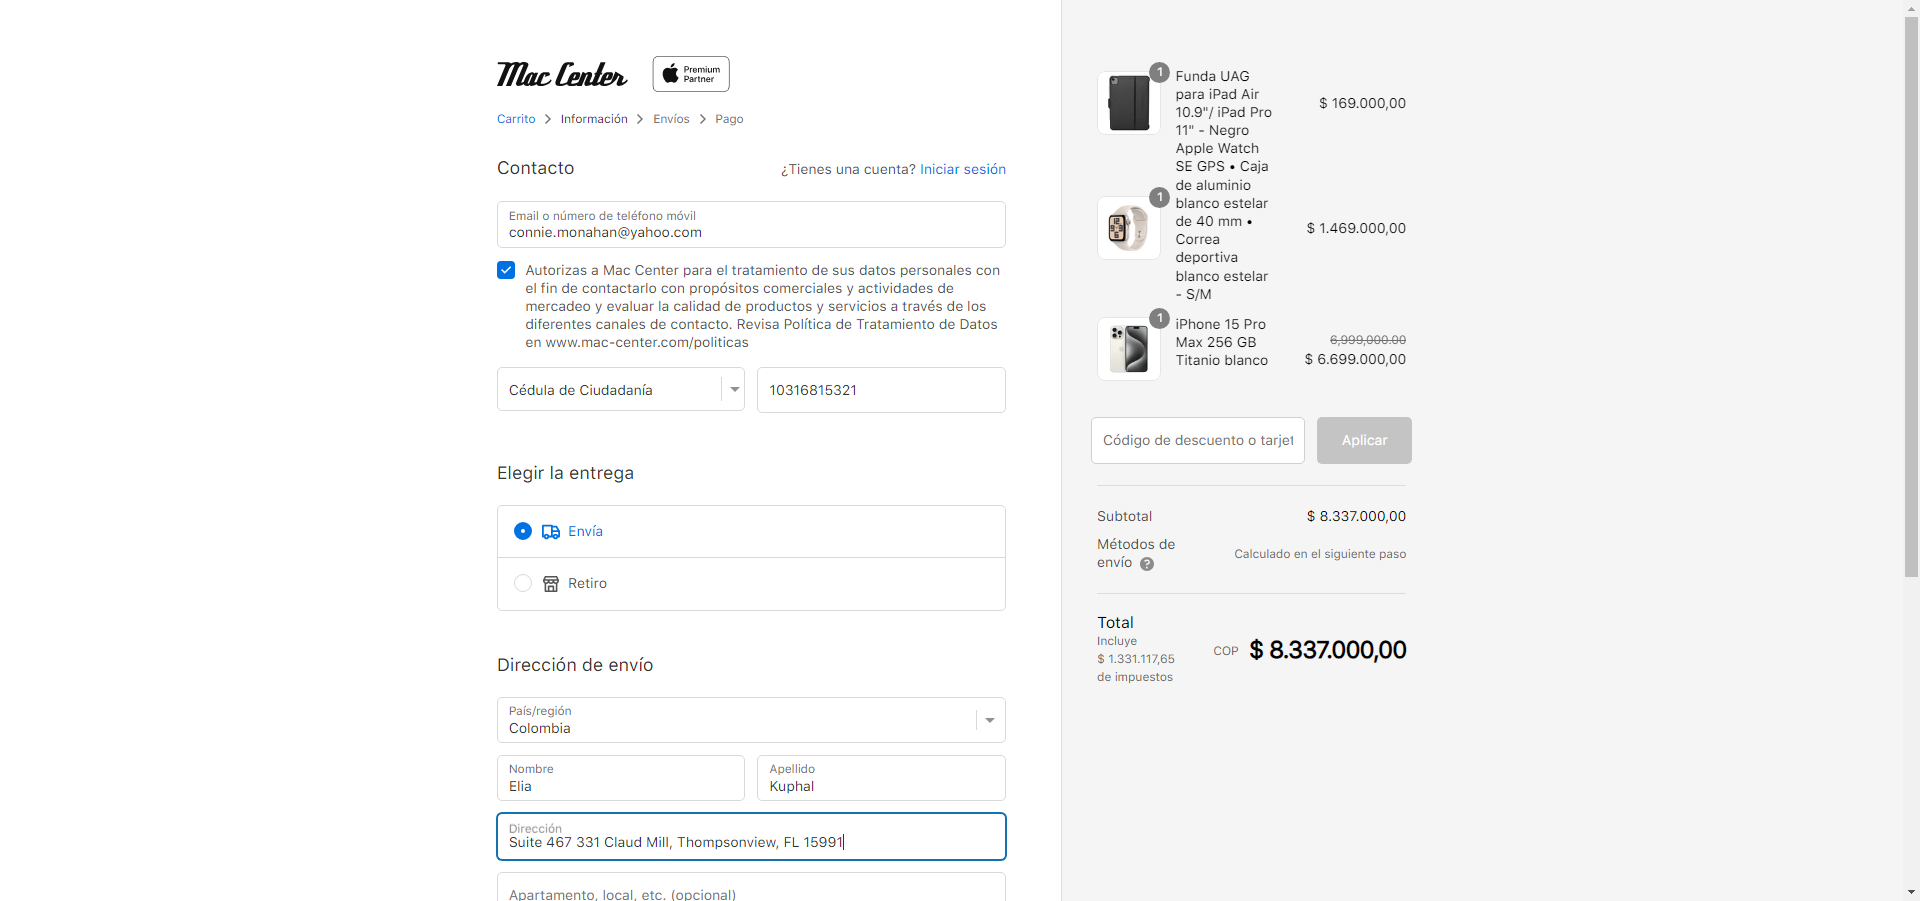 Mac Center
Premium
Partner
Carrito > Información > Envíos > Pago
Contacto
¿Tienes una cuenta? Iniciar sesión
Email o número de teléfono móvil
connie.monahan@yahoo.com
Autorizas a Mac Center para el tratamiento de sus datos personales con
el fin de contactarlo con propósitos comerciales y actividades de
mercadeo y evaluar la calidad de productos y servicios a través de los
diferentes canales de contacto. Revisa Política de Tratamiento de Datos
en www.mac-center.com/politicas
Cédula de Ciudadanía
10316815321
Elegir la entrega
Envía
Retiro
Dirección de envío
País/región
Colombia
Nombre
Elia
Apellido
Kuphal
Dirección
Suite 467 331 Claud Mill, Thompsonview, FL 15991
Apartamento, local, etc. (opcional)
1
Funda UAG
para iPad Air
10.9"/ iPad Pro
11" - Negro
$ 169.000,00
1
Apple Watch
SE GPS • Caja
de aluminio
blanco estelar
de 40 mm •
Correa
deportiva
blanco estelar
- S/M
$ 1.469.000,00
1
iPhone 15 Pro
Max 256 GB
Titanio blanco
6,999,000.00
$ 6.699.000,00
Código de descuento o tarjet
Aplicar
Subtotal
$ 8.337.000,00
Métodos de
envío ?
Calculado en el siguiente paso
Total
Incluye
$ 1.331.117,65
de impuestos
COP $ 8.337.000,00